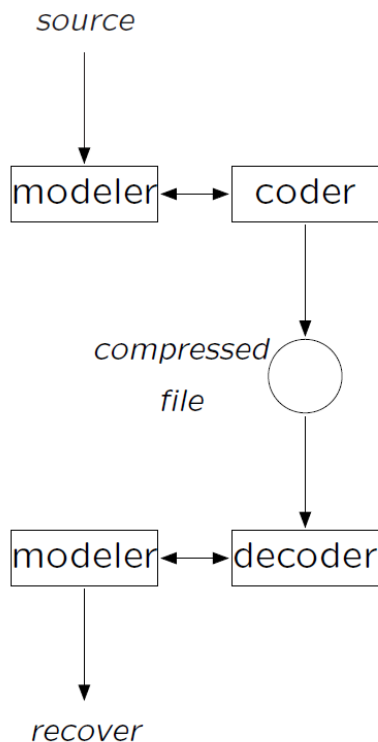 source
modeler
coder
compressed
file
modeler
decoder
recover